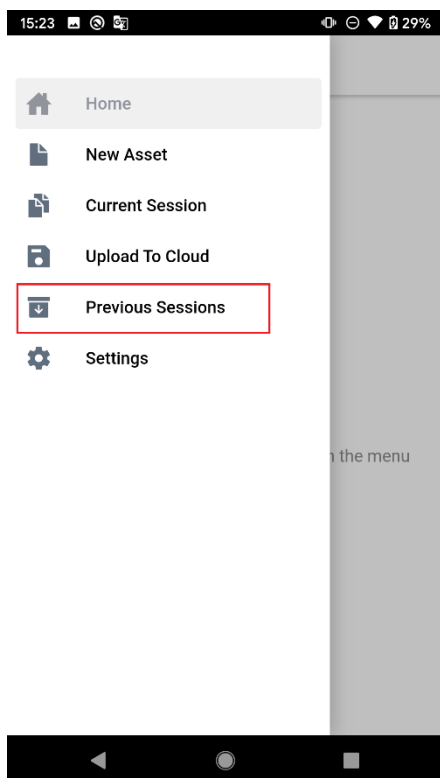 15:23 29%
Home
New Asset
Current Session
Upload To Cloud
Previous Sessions
Settings
the menu